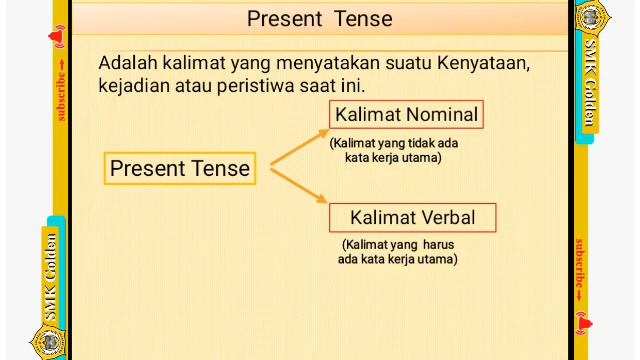 Present Tense
Adalah kalimat yang menyatakan suatu Kenyataan,
kejadian atau peristiwa saat ini.
Kalimat Nominal
(Kalimat yang tidak ada
kata kerja utama)
Present Tense
Kalimat Verbal
(Kalimat yang harus
ada kata kerja utama)
subscribe
SMK Golden
SMK Golden
subscribe